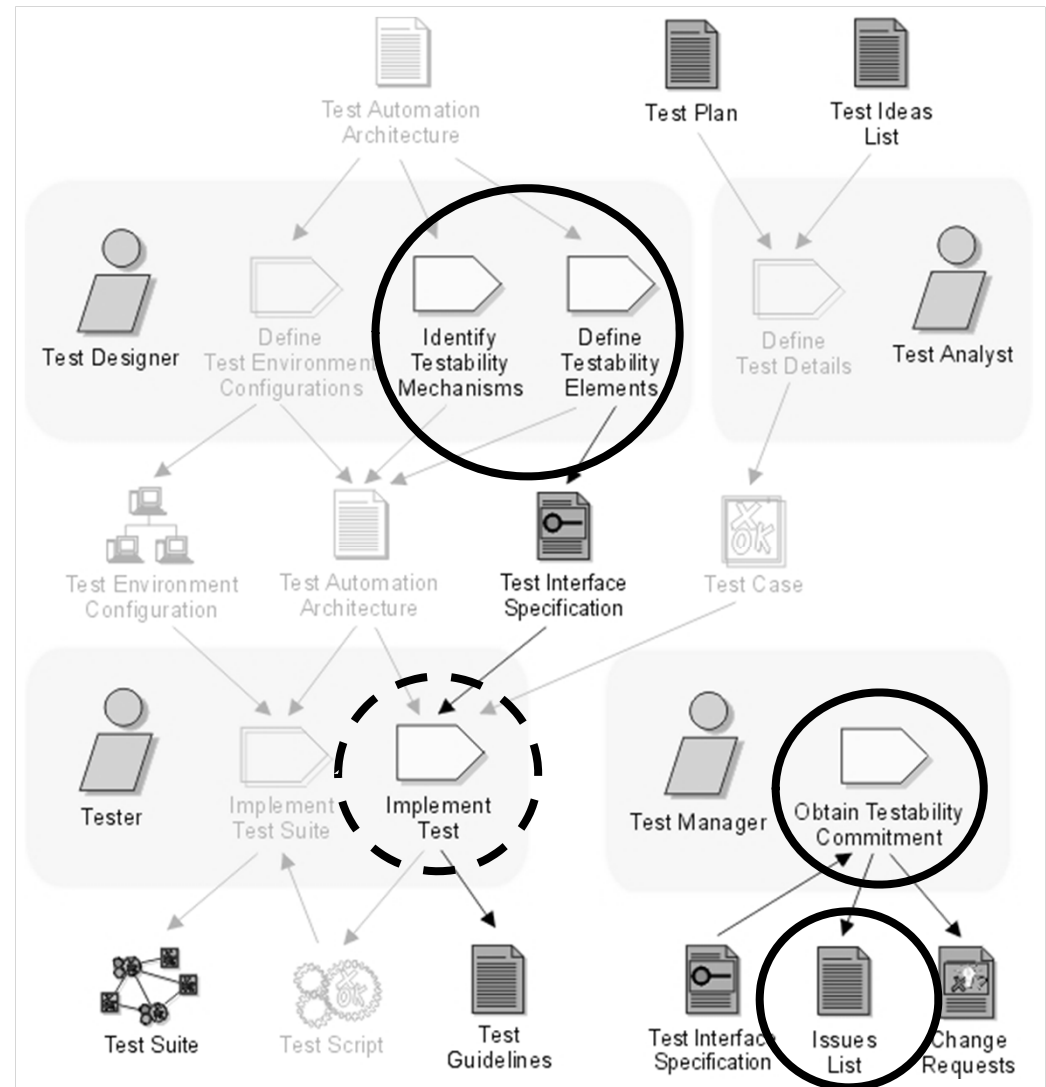 Test Automation
Architecture
Test Plan
Test Ideas
List
Test Designer
Define
Test Environment
Configurations
Identify
Testability
Mechanisms
Define
Testability
Elements
Define
Test Details
Test Analyst
Test Environment
Configuration
Test Automation
Architecture
Test Interface
Specification
X
OK
Test Case
Tester
Implement
Test Suite
Implement
Test
Test Manager
Obtain Testability
Commitment
Test Suite
X
OK
Test Script
Test
Guidelines
Test Interface
Specification
Issues
List
X ?
Change
Requests